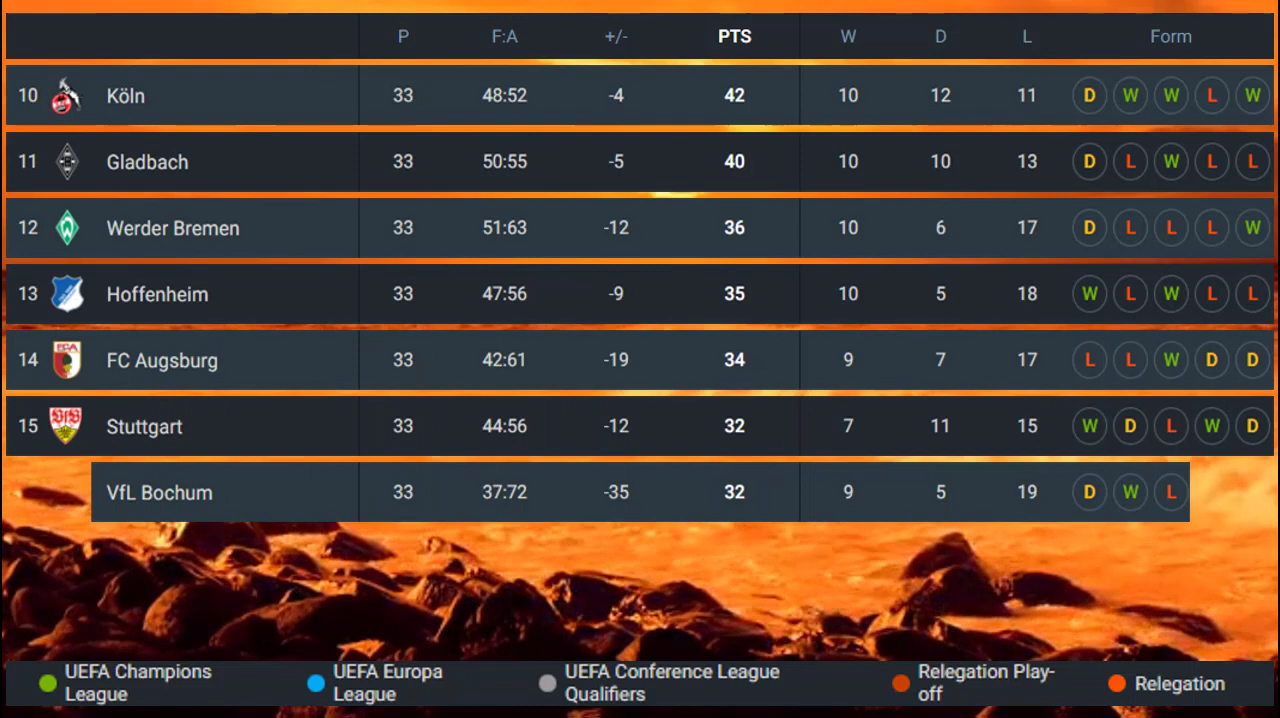 P F:A +/- PTS W D L Form
10 Köln 33 48:52 -4 42 10 12 11 D W W L W
11 Gladbach 33 50:55 -5 40 10 10 13 D L W L L
12 Werder Bremen 33 51:63 -12 36 10 6 17 D L L L W
13 Hoffenheim 33 47:56 -9 35 10 5 18 W L W L L
14 FCA FC Augsburg 33 42:61 -19 34 9 7 17 L L W D D
15 VfB Stuttgart 33 44:56 -12 32 7 11 15 W D L W D
VfL Bochum 33 37:72 -35 32 9 5 19 D W L
UEFA Champions League
UEFA Europa League
UEFA Conference League Qualifiers
Relegation Play-off
Relegation